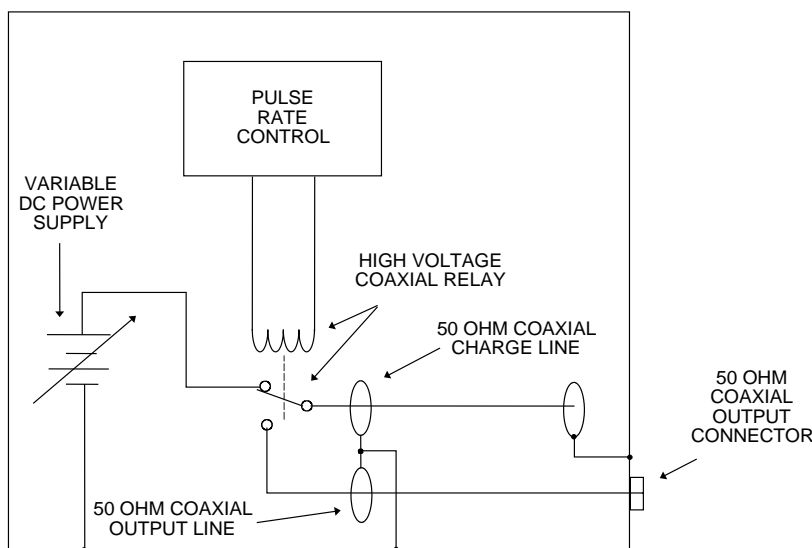 PULSE
RATE
CONTROL
VARIABLE
DC POWER
SUPPLY
HIGH VOLTAGE
COAXIAL RELAY
50 OHM COAXIAL
CHARGE LINE
50 OHM
COAXIAL
OUTPUT
CONNECTOR
50 OHM COAXIAL
OUTPUT LINE